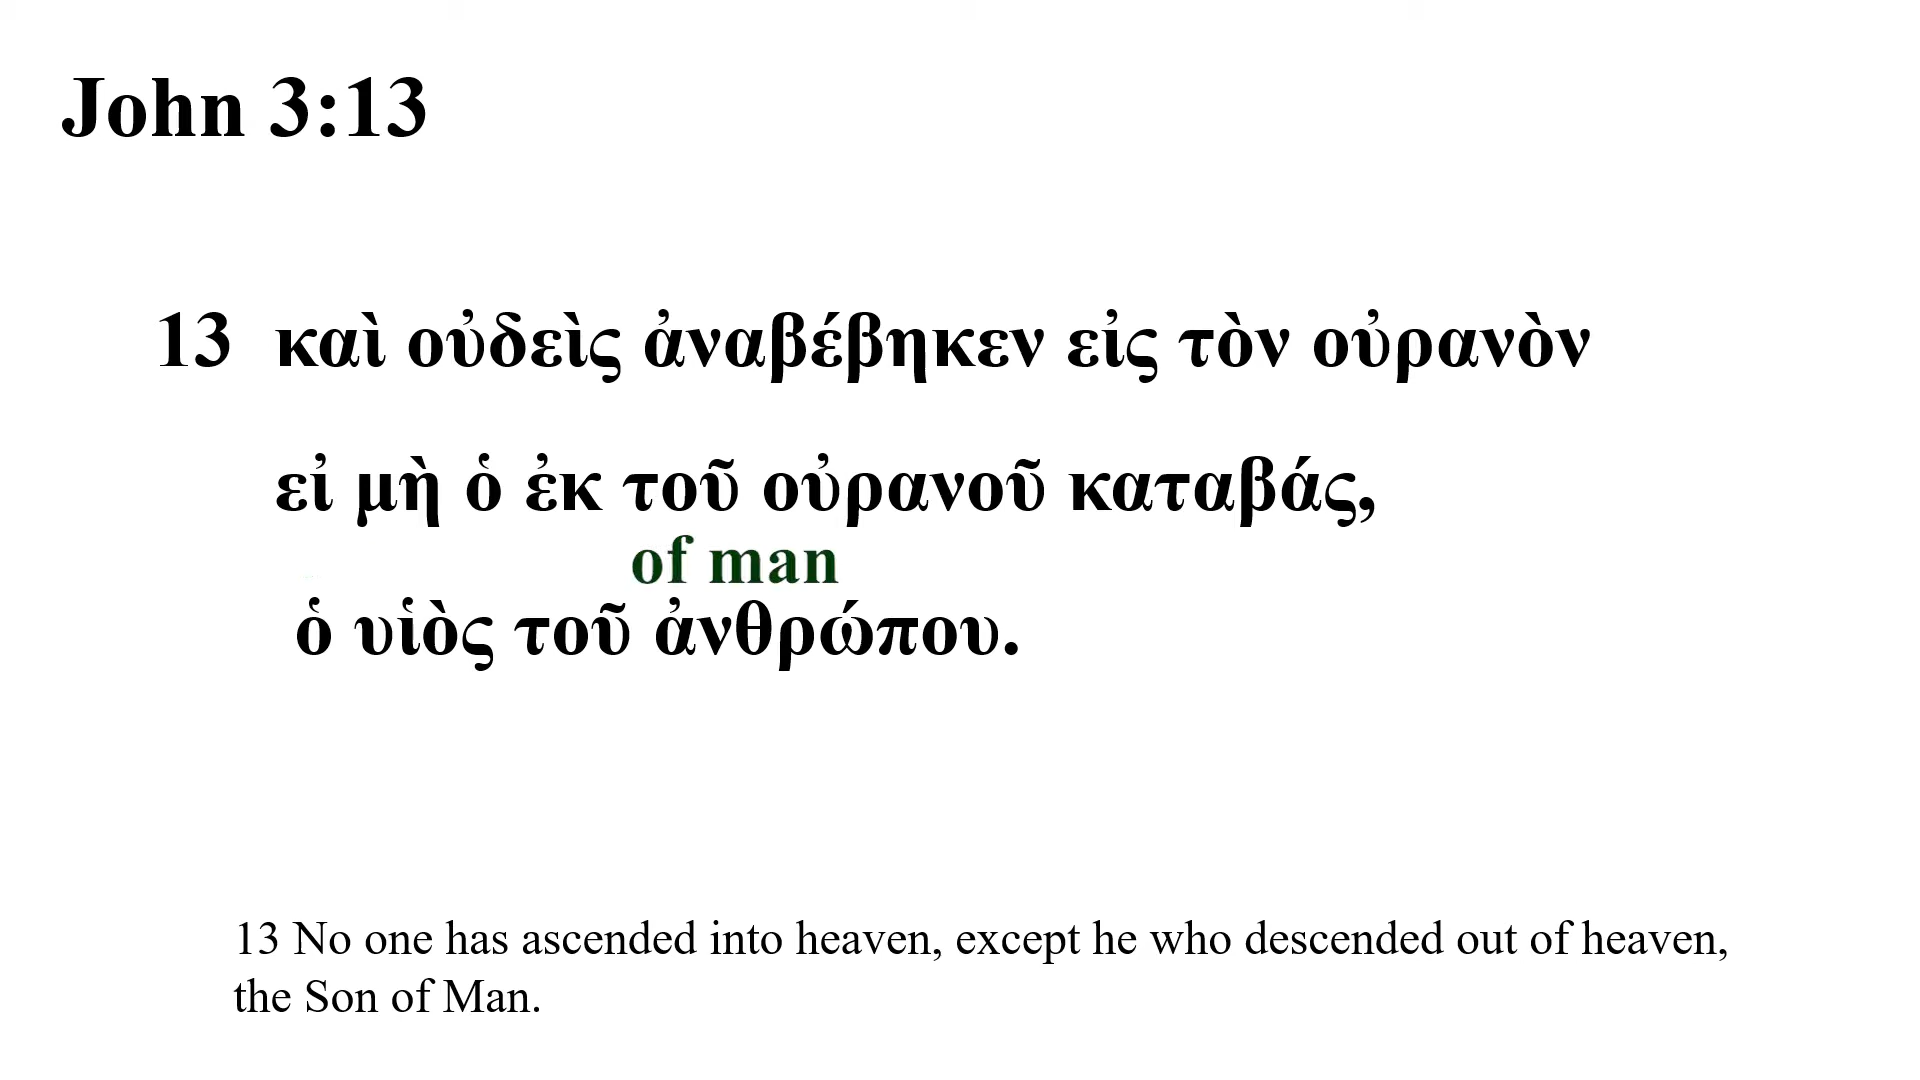 John 3:13
13 καὶ οὐδεὶς ἀναβέβηκεν εἰς τὸν οὐρανὸν
εἰ μὴ ὁ ἐκ τοῦ οὐρανοῦ καταβάς,
of man
ὁ υἱὸς τοῦ ἀνθρώπου.
13 No one has ascended into heaven, except he who descended out of heaven,
the Son of Man.